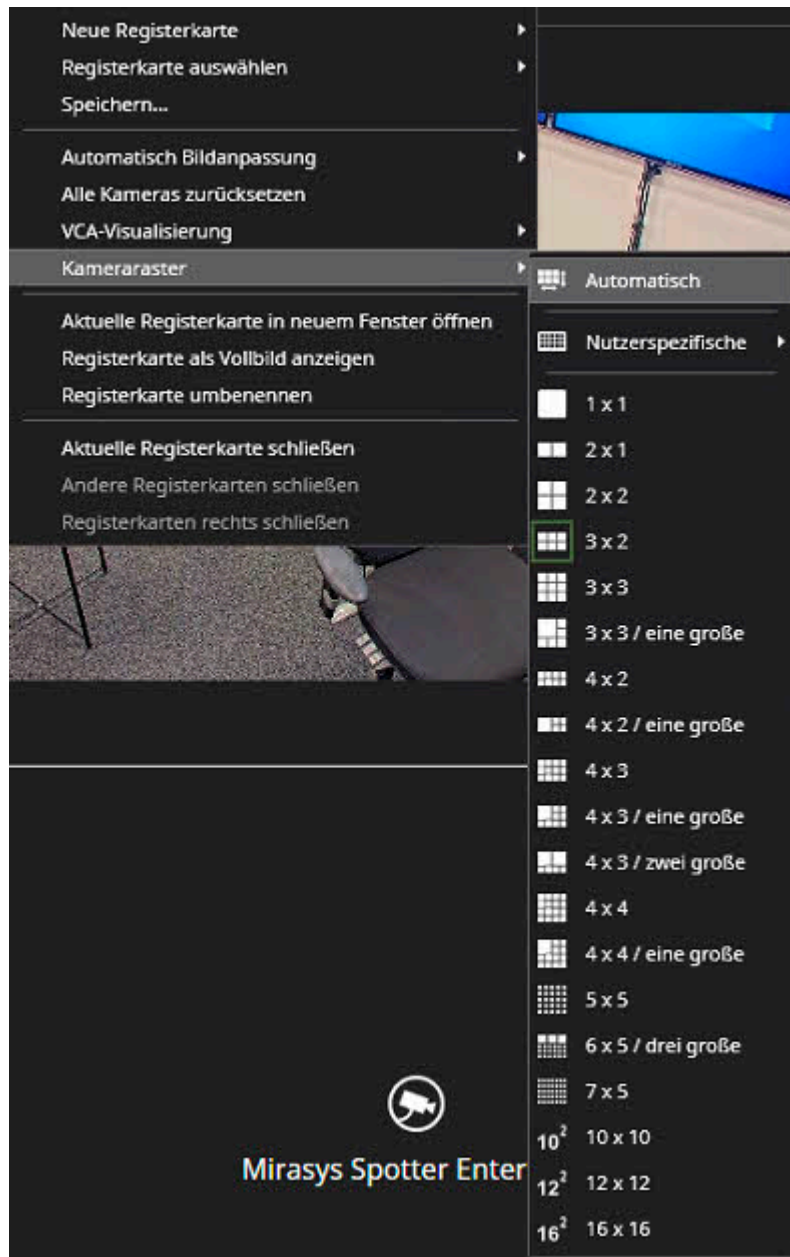 Neue Registerkarte
Registerkarte auswählen
Speichern...
Automatisch Bildanpassung
Alle Kameras zurücksetzen
VCA-Visualisierung
Kameraraster
Aktuelle Registerkarte in neuem Fenster öffnen
Registerkarte als Vollbild anzeigen
Registerkarte umbenennen
Aktuelle Registerkarte schließen
Andere Registerkarten schließen
Registerkarten rechts schließen
Automatisch
Nutzerspezifische
1 x 1
2 x 1
2 x 2
3 x 2
3 x 3
3 x 3 / eine große
4 x 2
4 x 2 / eine große
4 x 3
4 x 3 / eine große
4 x 3 / zwei große
4 x 4
4 x 4 / eine große
5 x 5
6 x 5 / drei große
7 x 5
10² 10 x 10
12² 12 x 12
16² 16 x 16
Mirasys Spotter Enter